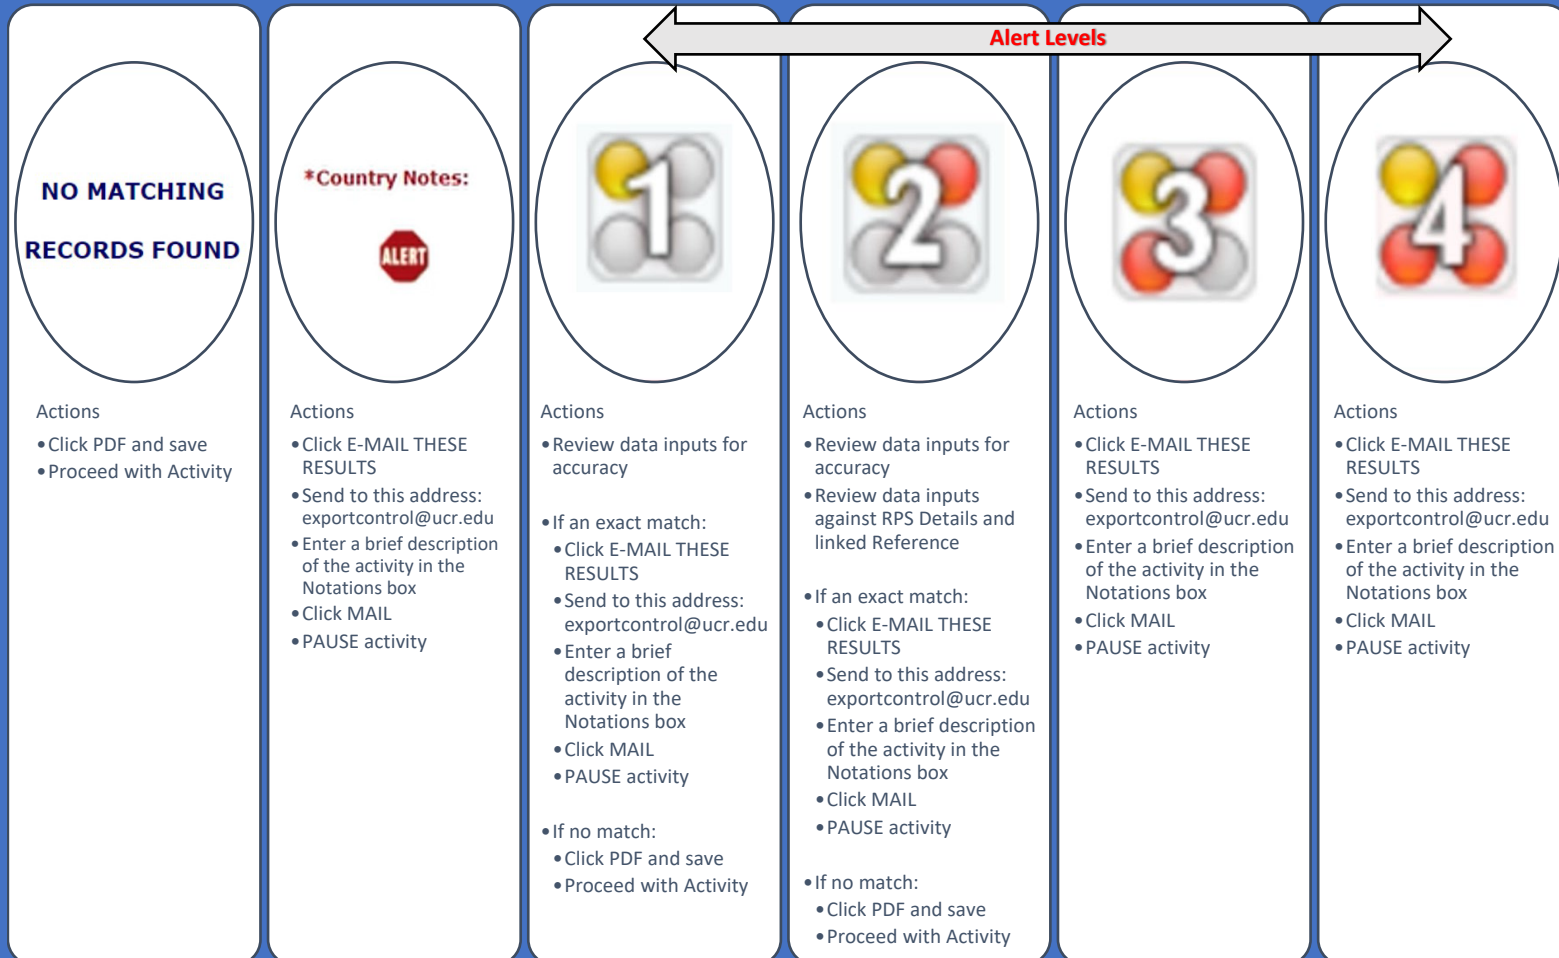 Alert Levels
NO MATCHING
RECORDS FOUND
Actions
•Click PDF and save
•Proceed with Activity
*Country Notes:
ALERT
Actions
•Click E-MAIL THESE
RESULTS
•Send to this address:
exportcontrol@ucr.edu
•Enter a brief description
of the activity in the
Notations box
•Click MAIL
•PAUSE activity
1
Actions
•Review data inputs for
accuracy
•If an exact match:
•Click E-MAIL THESE
RESULTS
•Send to this address:
exportcontrol@ucr.edu
•Enter a brief
description of the
activity in the
Notations box
•Click MAIL
•PAUSE activity
•If no match:
•Click PDF and save
•Proceed with Activity
2
Actions
•Review data inputs for
accuracy
•Review data inputs
against RPS Details and
linked Reference
•If an exact match:
•Click E-MAIL THESE
RESULTS
•Send to this address:
exportcontrol@ucr.edu
•Enter a brief description
of the activity in the
Notations box
•Click MAIL
•PAUSE activity
•If no match:
•Click PDF and save
•Proceed with Activity
3
Actions
•Click E-MAIL THESE
RESULTS
•Send to this address:
exportcontrol@ucr.edu
•Enter a brief description
of the activity in the
Notations box
•Click MAIL
•PAUSE activity
4
Actions
•Click E-MAIL THESE
RESULTS
•Send to this address:
exportcontrol@ucr.edu
•Enter a brief description
of the activity in the
Notations box
•Click MAIL
•PAUSE activity